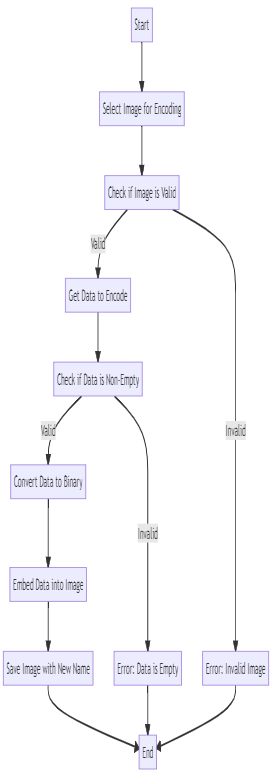 Start
Select Image for Encoding
Check if Image is Valid
Valid
Get Data to Encode
Check if Data is Non-Empty
Valid
Invalid
Convert Data to Binary
Invalid
Embed Data into Image
Save Image with New Name
Error: Data is Empty
Error: Invalid Image
End